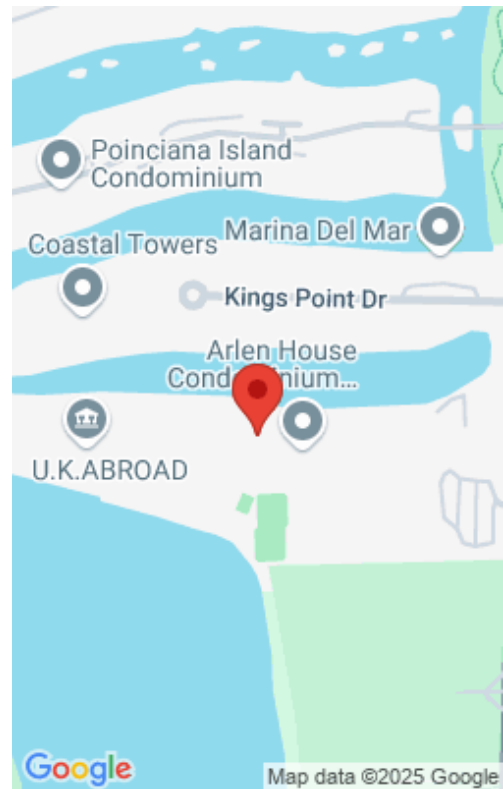 Poinciana Island
Condominium
Marina Del Mar
Coastal Towers
Kings Point Dr
Arlen House
Condominium...
U.K.ABROAD
Google
Map data ©2025 Google